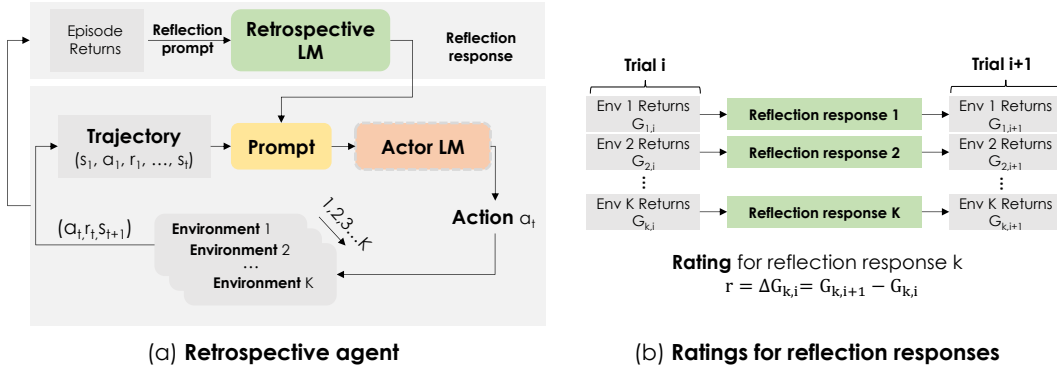 Episode
Returns
Reflection
prompt
Retrospective
LM
Reflection
response
Trajectory
(s1, a1, r1, ..., st)
Prompt
Actor LM
Action at
(at,rt,st+1)
1,2,3...K
Environment 1
Environment 2
...
Environment K
(a) Retrospective agent
Trial i
Trial i+1
Env 1 Returns
G1,i
Reflection response 1
Env 1 Returns
G1,i+1
Env 2 Returns
G2,i
Reflection response 2
Env 2 Returns
G2,i+1
...
...
Env K Returns
Gk,i
Reflection response K
Env K Returns
Gk,i+1
Rating for reflection response k
r = ΔGk,i= Gk,i+1 − Gk,i
(b) Ratings for reflection responses